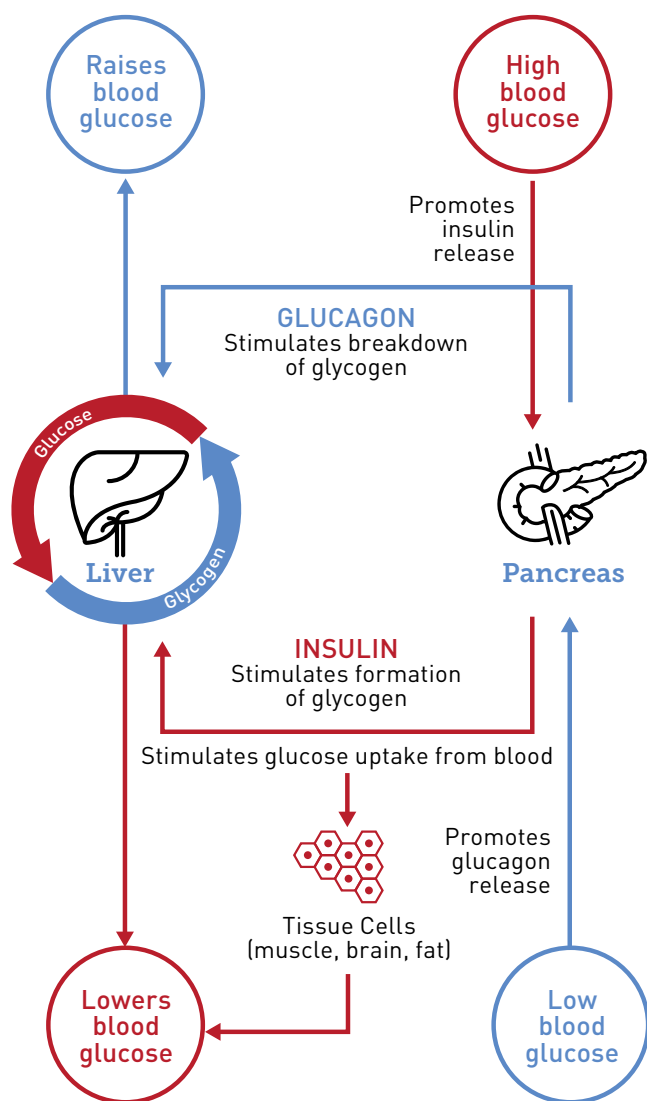 Raises
blood
glucose
High
blood
glucose
Promotes
insulin
release
GLUCAGON
Stimulates breakdown
of glycogen
Glucose
Glycogen
Liver
Pancreas
INSULIN
Stimulates formation
of glycogen
Stimulates glucose uptake from blood
Promotes
glucagon
release
Tissue Cells
(muscle, brain, fat)
Lowers
blood
glucose
Low
blood
glucose